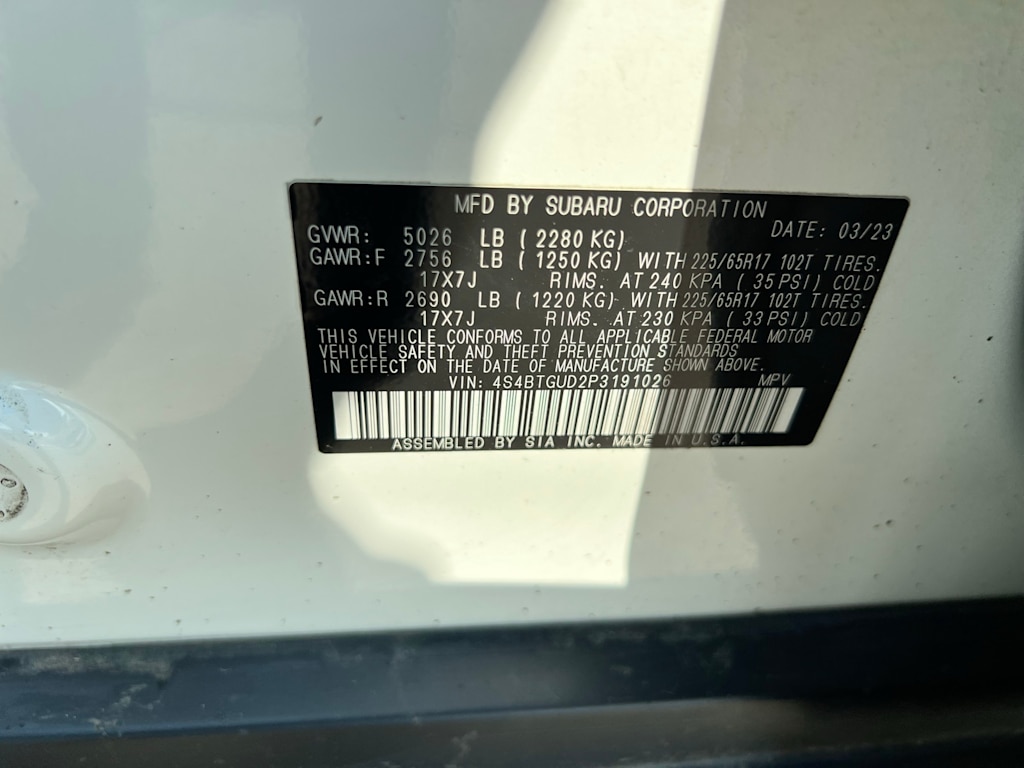 MFD BY SUBARU CORPORATION
DATE: 03/23
GVWR: 5026 LB (2280 KG)
GAWR:F 2756 LB (1250 KG) WITH 225/65R17 102T TIRES.
17X7J RIMS. AT 240 KPA (35 PSI) COLD
GAWR:R 2690 LB (1220 KG) WITH 225/65R17 102T TIRES.
17X7J RIMS. AT 230 KPA (33 PSI) COLD
THIS VEHICLE CONFORMS TO ALL APPLICABLE FEDERAL MOTOR
VEHICLE SAFETY AND THEFT PREVENTION STANDARDS
IN EFFECT ON THE DATE OF MANUFACTURE SHOWN ABOVE.
VIN: 4S4BTGUD2P3191026 MPV
ASSEMBLED BY SIA INC. MADE IN U.S.A.